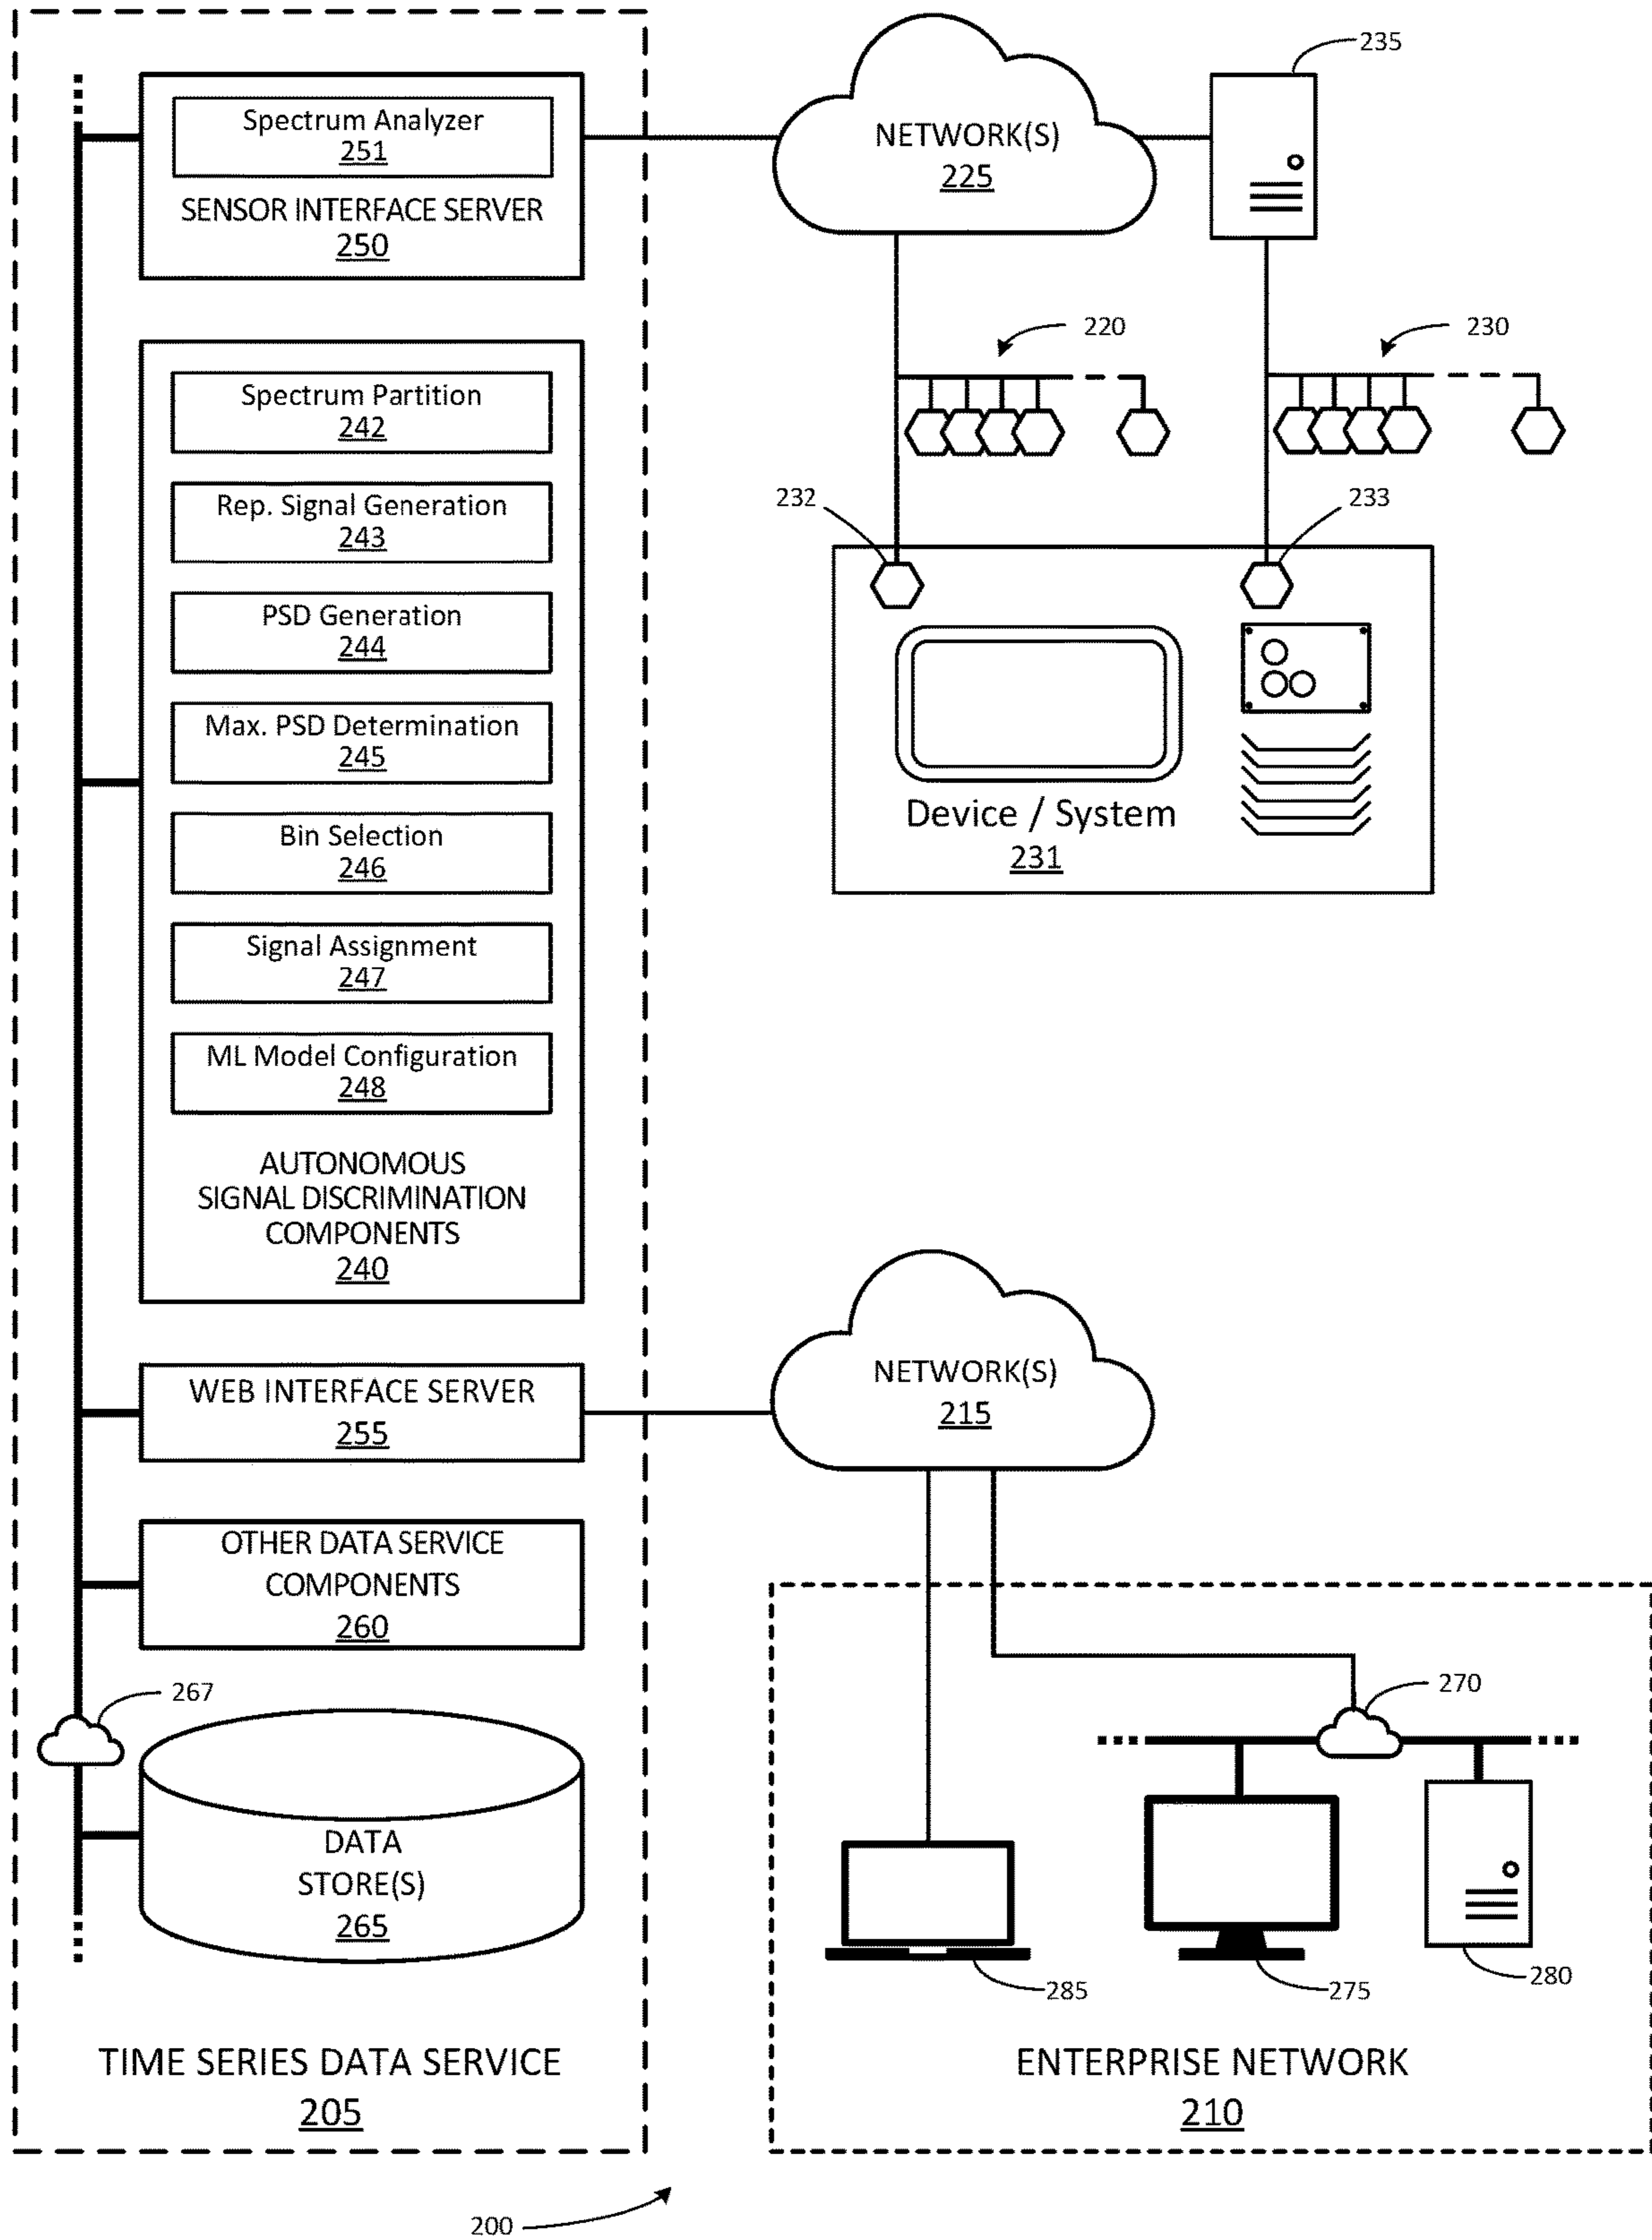 Spectrum Analyzer
251
SENSOR INTERFACE SERVER
250
Spectrum Partition
242
Rep. Signal Generation
243
PSD Generation
244
Max. PSD Determination
245
Bin Selection
246
Signal Assignment
247
ML Model Configuration
248
AUTONOMOUS
SIGNAL DISCRIMINATION
COMPONENTS
240
WEB INTERFACE SERVER
255
OTHER DATA SERVICE
COMPONENTS
260
267
DATA
STORE(S)
265
TIME SERIES DATA SERVICE
205
NETWORK(S)
225
235
220
230
232
233
Device / System
231
NETWORK(S)
215
270
285
275
280
ENTERPRISE NETWORK
210
200